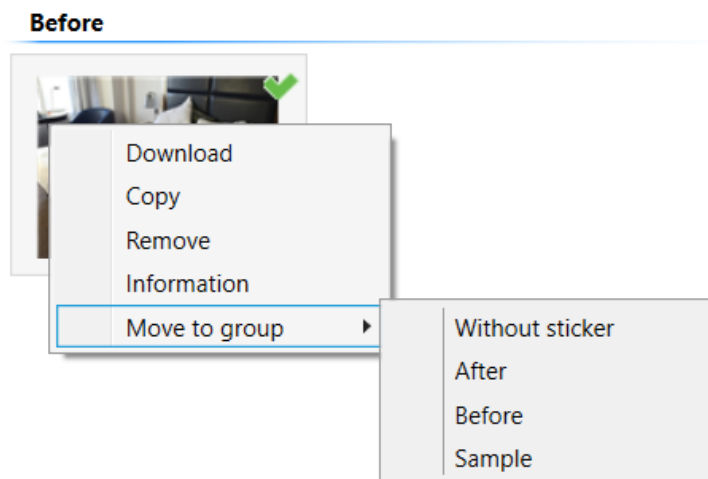 Before
Download
Copy
Remove
Information
Move to group
Without sticker
After
Before
Sample